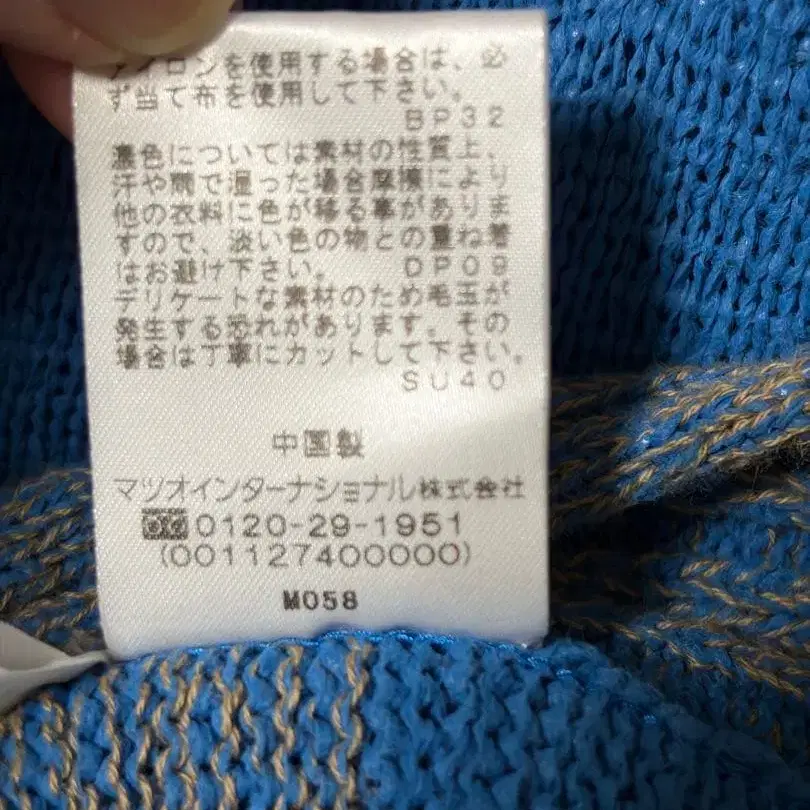 アイロンを使用する場合は、必
ず当て布を使用して下さい。
BP32
濃色については素材の性質上、
汗や雨で湿った場合摩擦により
他の衣料に色が移る事がありま
すので、淡い色の物との重ね着
はお避け下さい。 DP09
デリケートな素材のため毛玉が
発生する恐れがあります。その
場合は丁寧にカットして下さい。
SU40
中国製
マツオインターナショナル株式会社
0120-29-1951
(001127400000)
M058